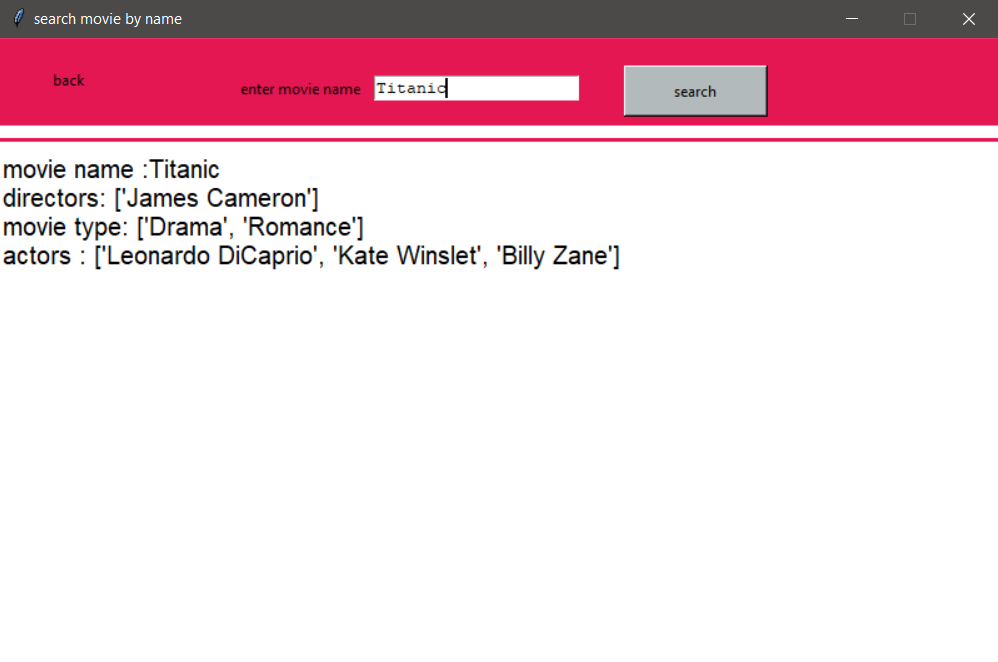 search movie by name
back
enter movie name Titanic search
movie name :Titanic
directors: ['James Cameron']
movie type: ['Drama', 'Romance']
actors : ['Leonardo DiCaprio', 'Kate Winslet', 'Billy Zane']